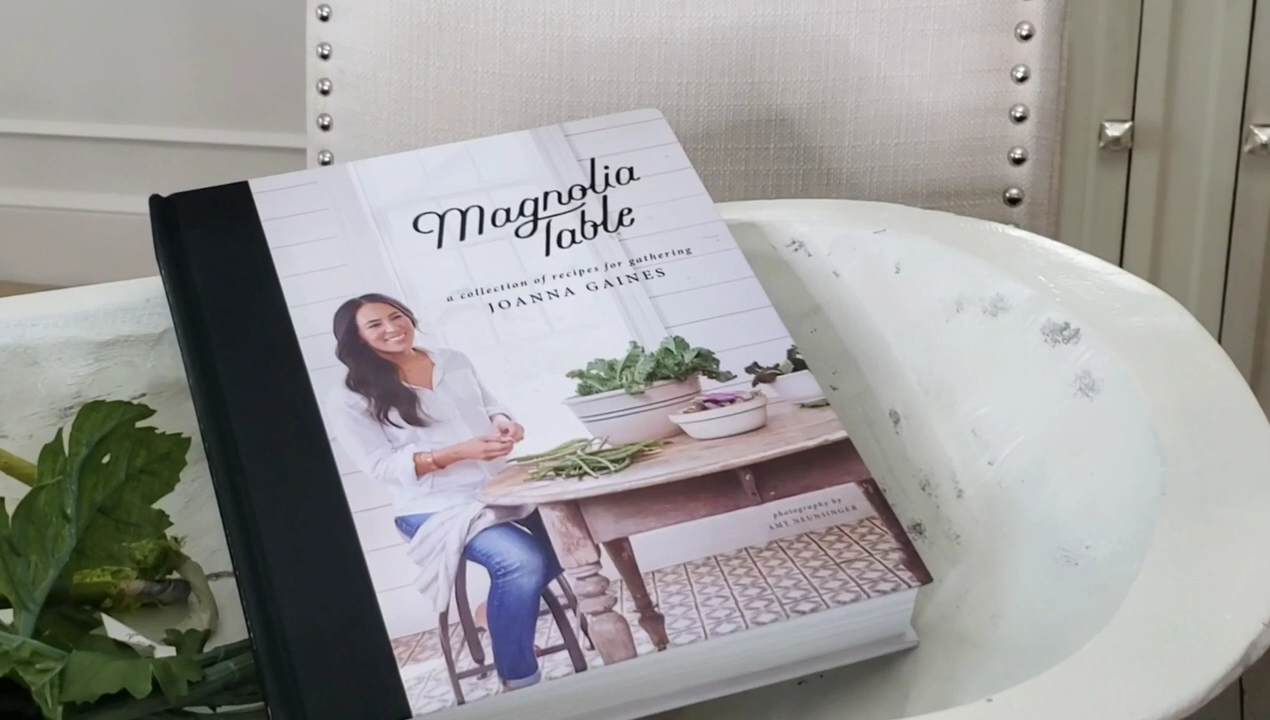 Magnolia
Table
a collection of recipes for gathering
JOANNA GAINES
photography by
AMY NEUNSINGER